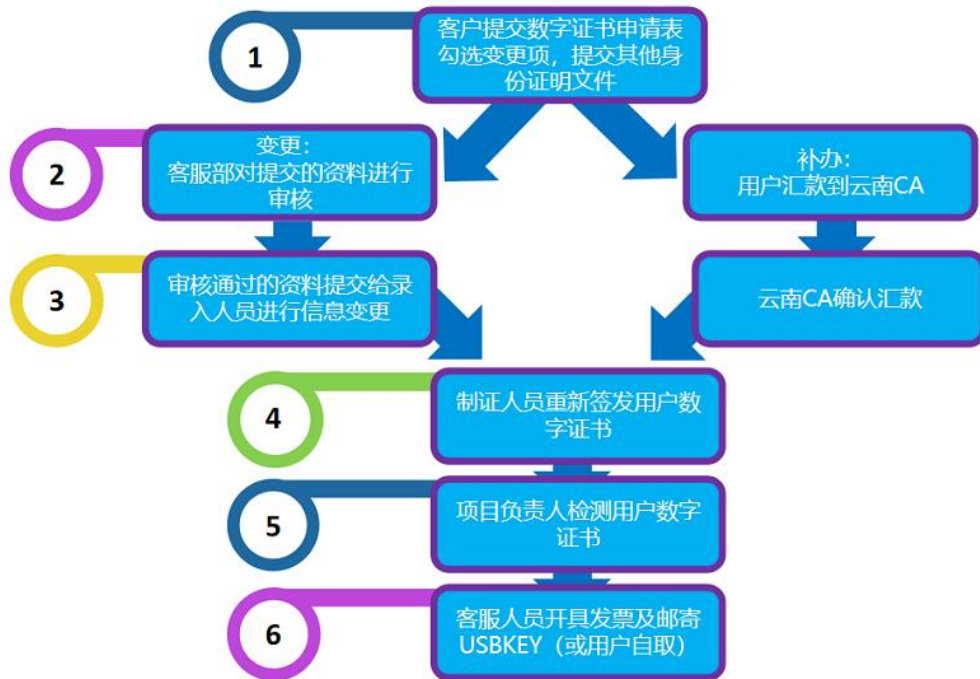 1
客户提交数字证书申请表
勾选变更项，提交其他身
份证明文件
2
变更：
客服部对提交的资料进行
审核
补办：
用户汇款到云南CA
3
审核通过的资料提交给录
入人员进行信息变更
云南CA确认汇款
4
制证人员重新签发用户数
字证书
5
项目负责人检测用户数字
证书
6
客服人员开具发票及邮寄
USBKEY（或用户自取）